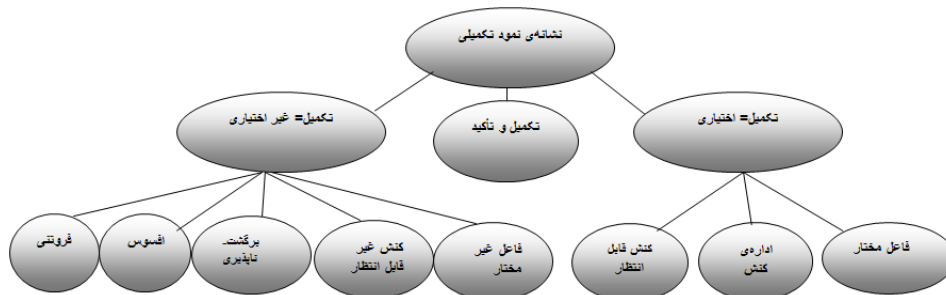 نشانه‌ی نمود تکمیلی
تکمیل= اختیاری
تکمیل و تأکید
تکمیل= غیر اختیاری
فاعل مختار
اداره‌ی
کنش
کنش قابل
انتظار
فاعل غیر
مختار
کنش غیر
قابل انتظار
برگشت‌
ناپذیری
افسوس
فروتنی